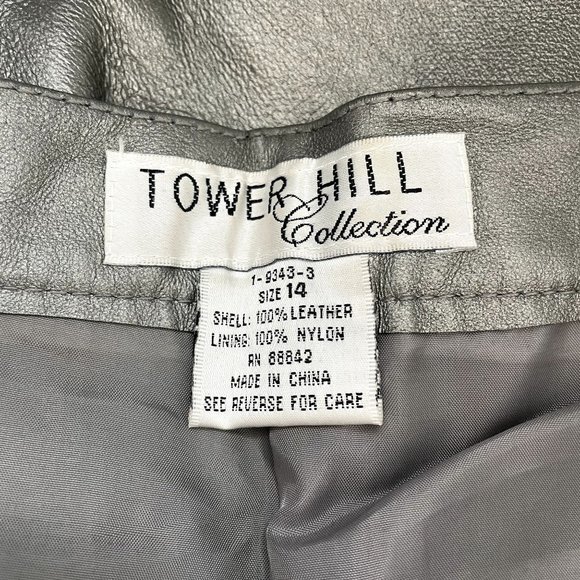 TOWER HILL
Collection
1-9343-3
SIZE 14
SHELL: 100% LEATHER
LINING: 100% NYLON
RN 88842
MADE IN CHINA
SEE REVERSE FOR CARE